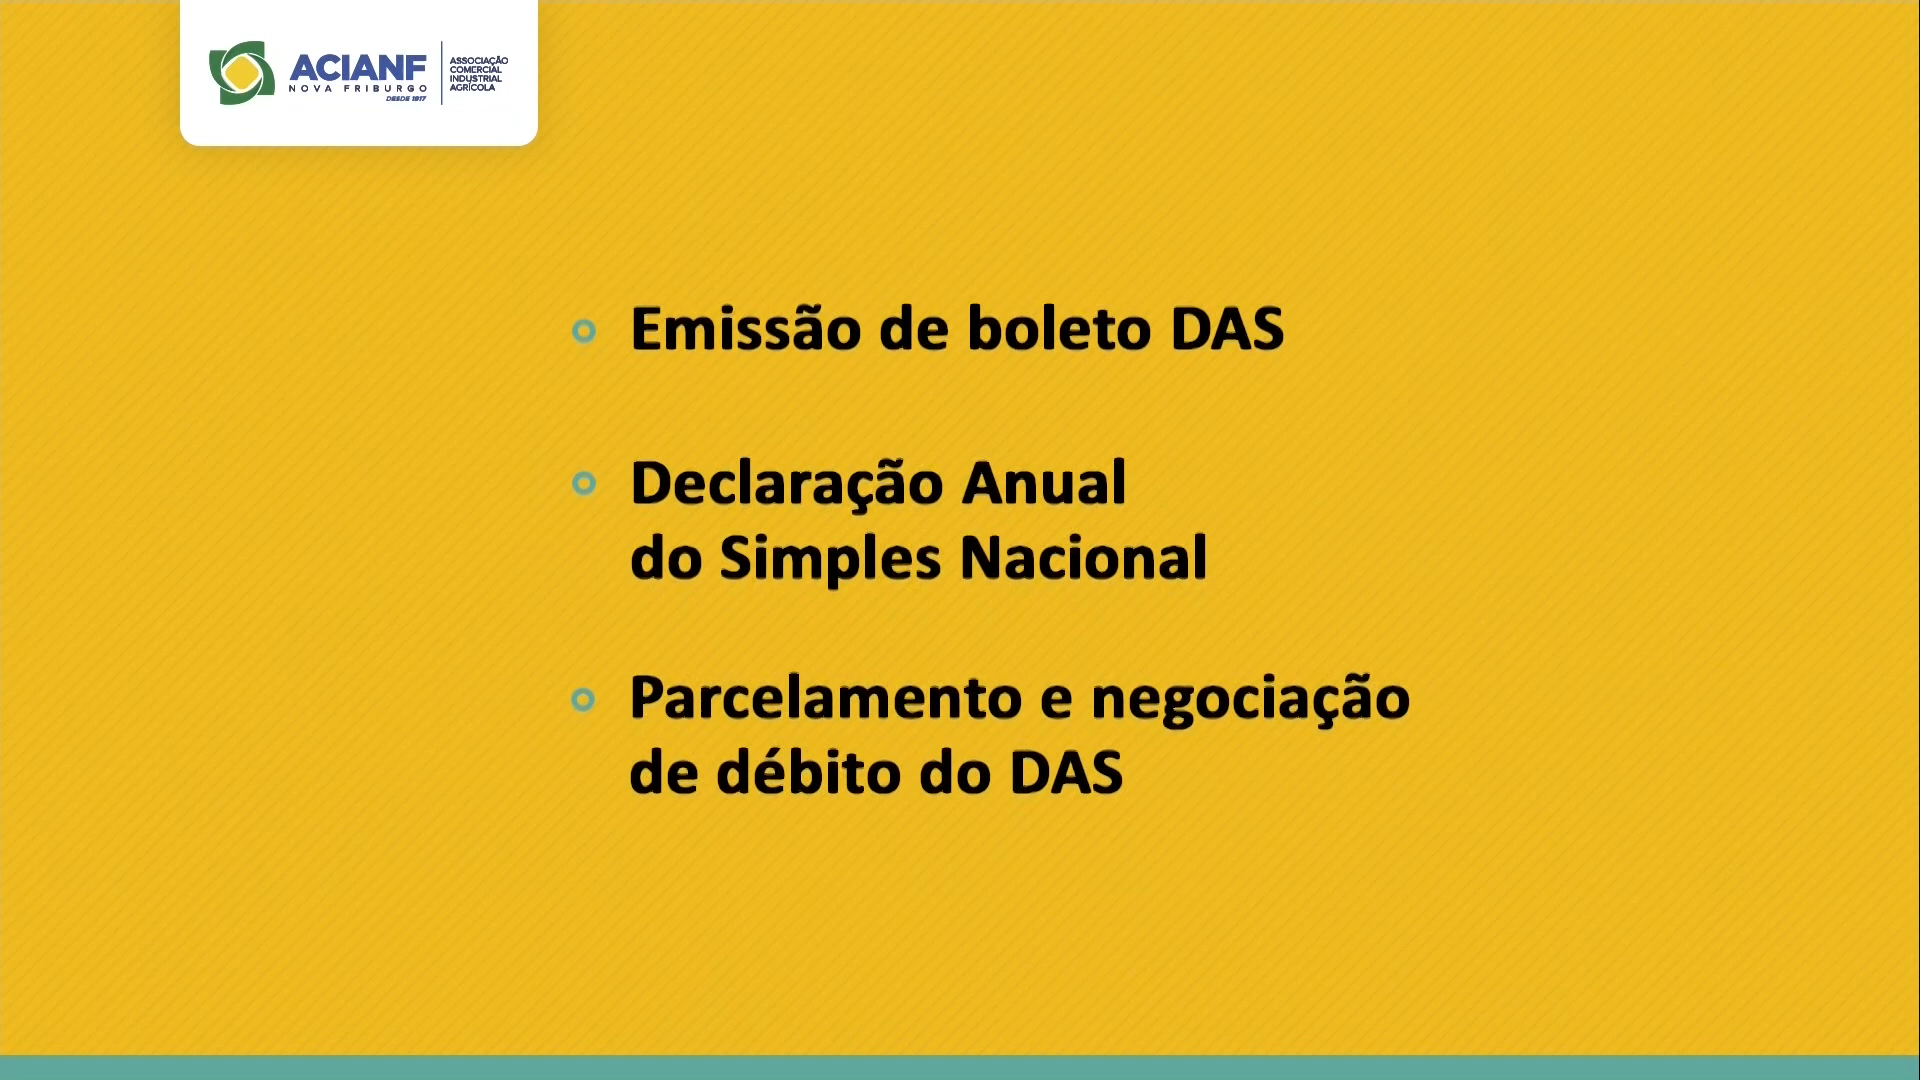 ACIANF
NOVA FRIBURGO
DESDE 1917
ASSOCIAÇÃO
COMERCIAL
INDUSTRIAL
AGRÍCOLA
Emissão de boleto DAS
Declaração Anual
do Simples Nacional
Parcelamento e negociação
de débito do DAS